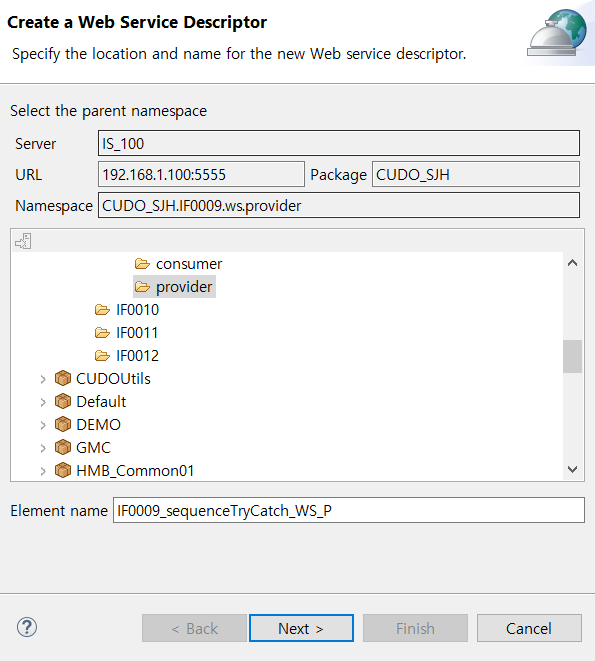 Create a Web Service Descriptor
Specify the location and name for the new Web service descriptor.
Select the parent namespace
Server IS_100
URL 192.168.1.100:5555 Package CUDO_SJH
Namespace CUDO_SJH.IF0009.ws.provider
consumer
provider
IF0010
IF0011
IF0012
CUDOUtils
Default
DEMO
GMC
HMB_Common01
Element name IF0009_sequenceTryCatch_WS_P
? < Back Next > Finish Cancel